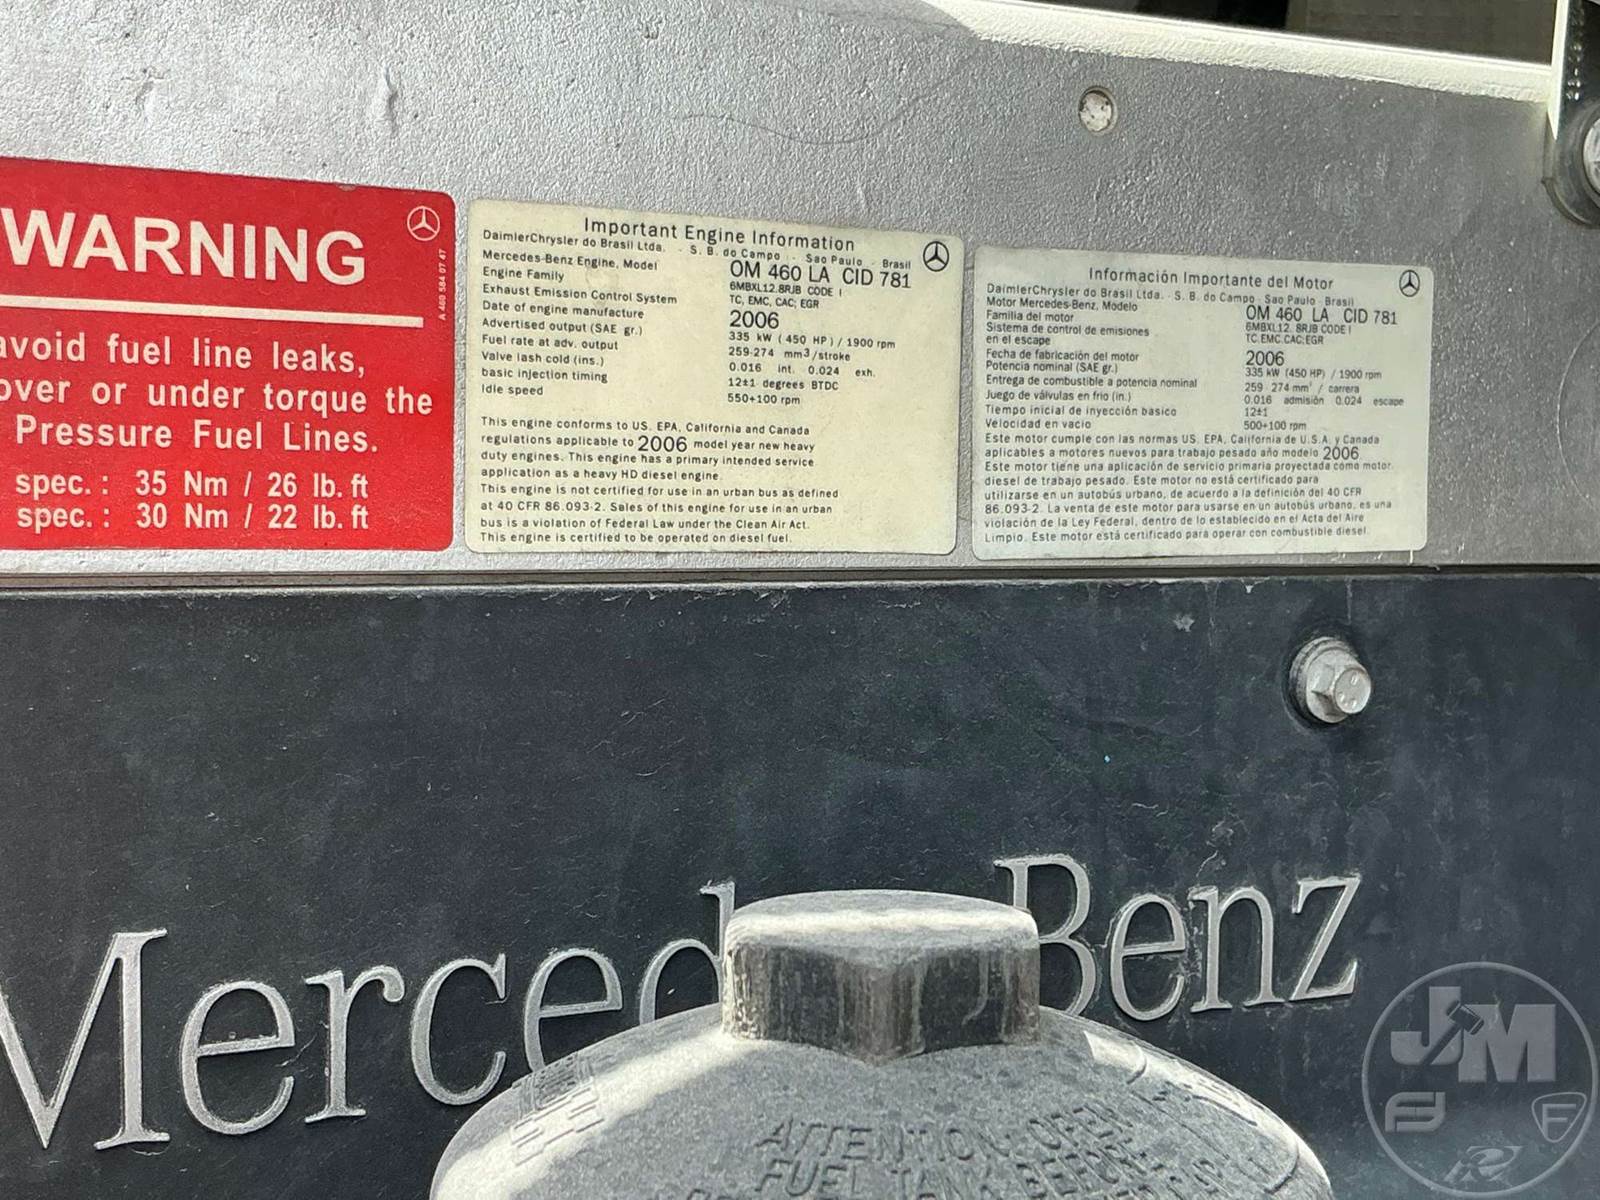 WARNING
A 460 584 07 47
avoid fuel line leaks,
over or under torque the
Pressure Fuel Lines.
spec.: 35 Nm / 26 lb.ft
spec.: 30 Nm / 22 lb.ft
Important Engine Information
DaimlerChrysler do Brasil Ltda. - S. B. do Campo - Sao Paulo - Brasil
Mercedes-Benz Engine, Model OM 460 LA CID 781
Engine Family 6MBXL12.8RJB CODE I
Exhaust Emission Control System TC, EMC, CAC; EGR
Date of engine manufacture 2006
Advertised output (SAE gr.) 335 kW (450 HP) / 1900 rpm
Fuel rate at adv. output 259-274 mm3/stroke
Valve lash cold (ins.) 0.016 int. 0.024 exh.
basic injection timing 12±1 degrees BTDC
Idle speed 550+100 rpm
This engine conforms to US. EPA, California and Canada
regulations applicable to 2006 model year new heavy
duty engines. This engine has a primary intended service
application as a heavy HD diesel engine.
This engine is not certified for use in an urban bus as defined
at 40 CFR 86.093-2. Sales of this engine for use in an urban
bus is a violation of Federal Law under the Clean Air Act.
This engine is certified to be operated on diesel fuel.
Información Importante del Motor
DaimlerChrysler do Brasil Ltda. - S. B. do Campo - Sao Paulo - Brasil
Motor Mercedes-Benz, Modelo OM 460 LA CID 781
Familia del motor 6MBXL12. 8RJB CODE I
Sistema de control de emisiones TC.EMC.CAC;EGR
en el escape
Fecha de fabricación del motor 2006
Potencia nominal (SAE gr.) 335 kW (450 HP) / 1900 rpm
Entrega de combustible a potencia nominal 259 274 mm³ / carrera
Juego de válvulas en frio (in.) 0.016 admisión 0.024 escape
Tiempo inicial de inyección basico 12±1
Velocidad en vacio 500+100 rpm
Este motor cumple con las normas US. EPA, California de U.S.A. y Canada
aplicables a motores nuevos para trabajo pesado año modelo 2006.
Este motor tiene una aplicación de servicio primaria proyectada como motor
diesel de trabajo pesado. Este motor no está certificado para
utilizarse en un autobús urbano, de acuerdo a la definición del 40 CFR
86.093-2. La venta de este motor para usarse en un autobús urbano, es una
violación de la Ley Federal, dentro de lo establecido en el Acta del Aire
Limpio. Este motor está certificado para operar con combustible diesel.
Mercedes Benz
ATTENTION: OPEN
FUEL TANK BEFORE
J M
F J F